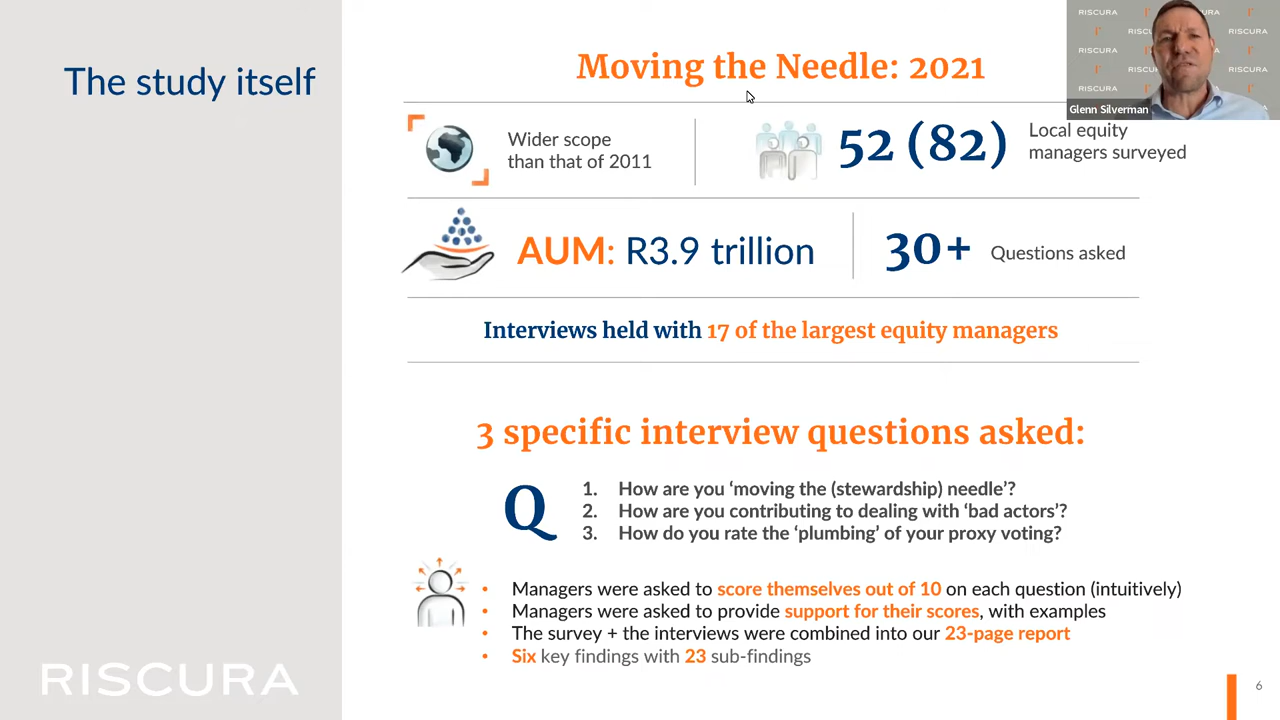 The study itself
Moving the Needle: 2021
RISCURA
RISCURA
RISCURA
RISCURA
RISCURA
Glenn Silverman
Wider scope
than that of 2011
52 (82)
Local equity
managers surveyed
AUM: R3.9 trillion
30+
Questions asked
Interviews held with 17 of the largest equity managers
3 specific interview questions asked:
Q
1. How are you ‘moving the (stewardship) needle’?
2. How are you contributing to dealing with ‘bad actors’?
3. How do you rate the ‘plumbing’ of your proxy voting?
• Managers were asked to score themselves out of 10 on each question (intuitively)
• Managers were asked to provide support for their scores, with examples
• The survey + the interviews were combined into our 23-page report
• Six key findings with 23 sub-findings
RISCURA
6